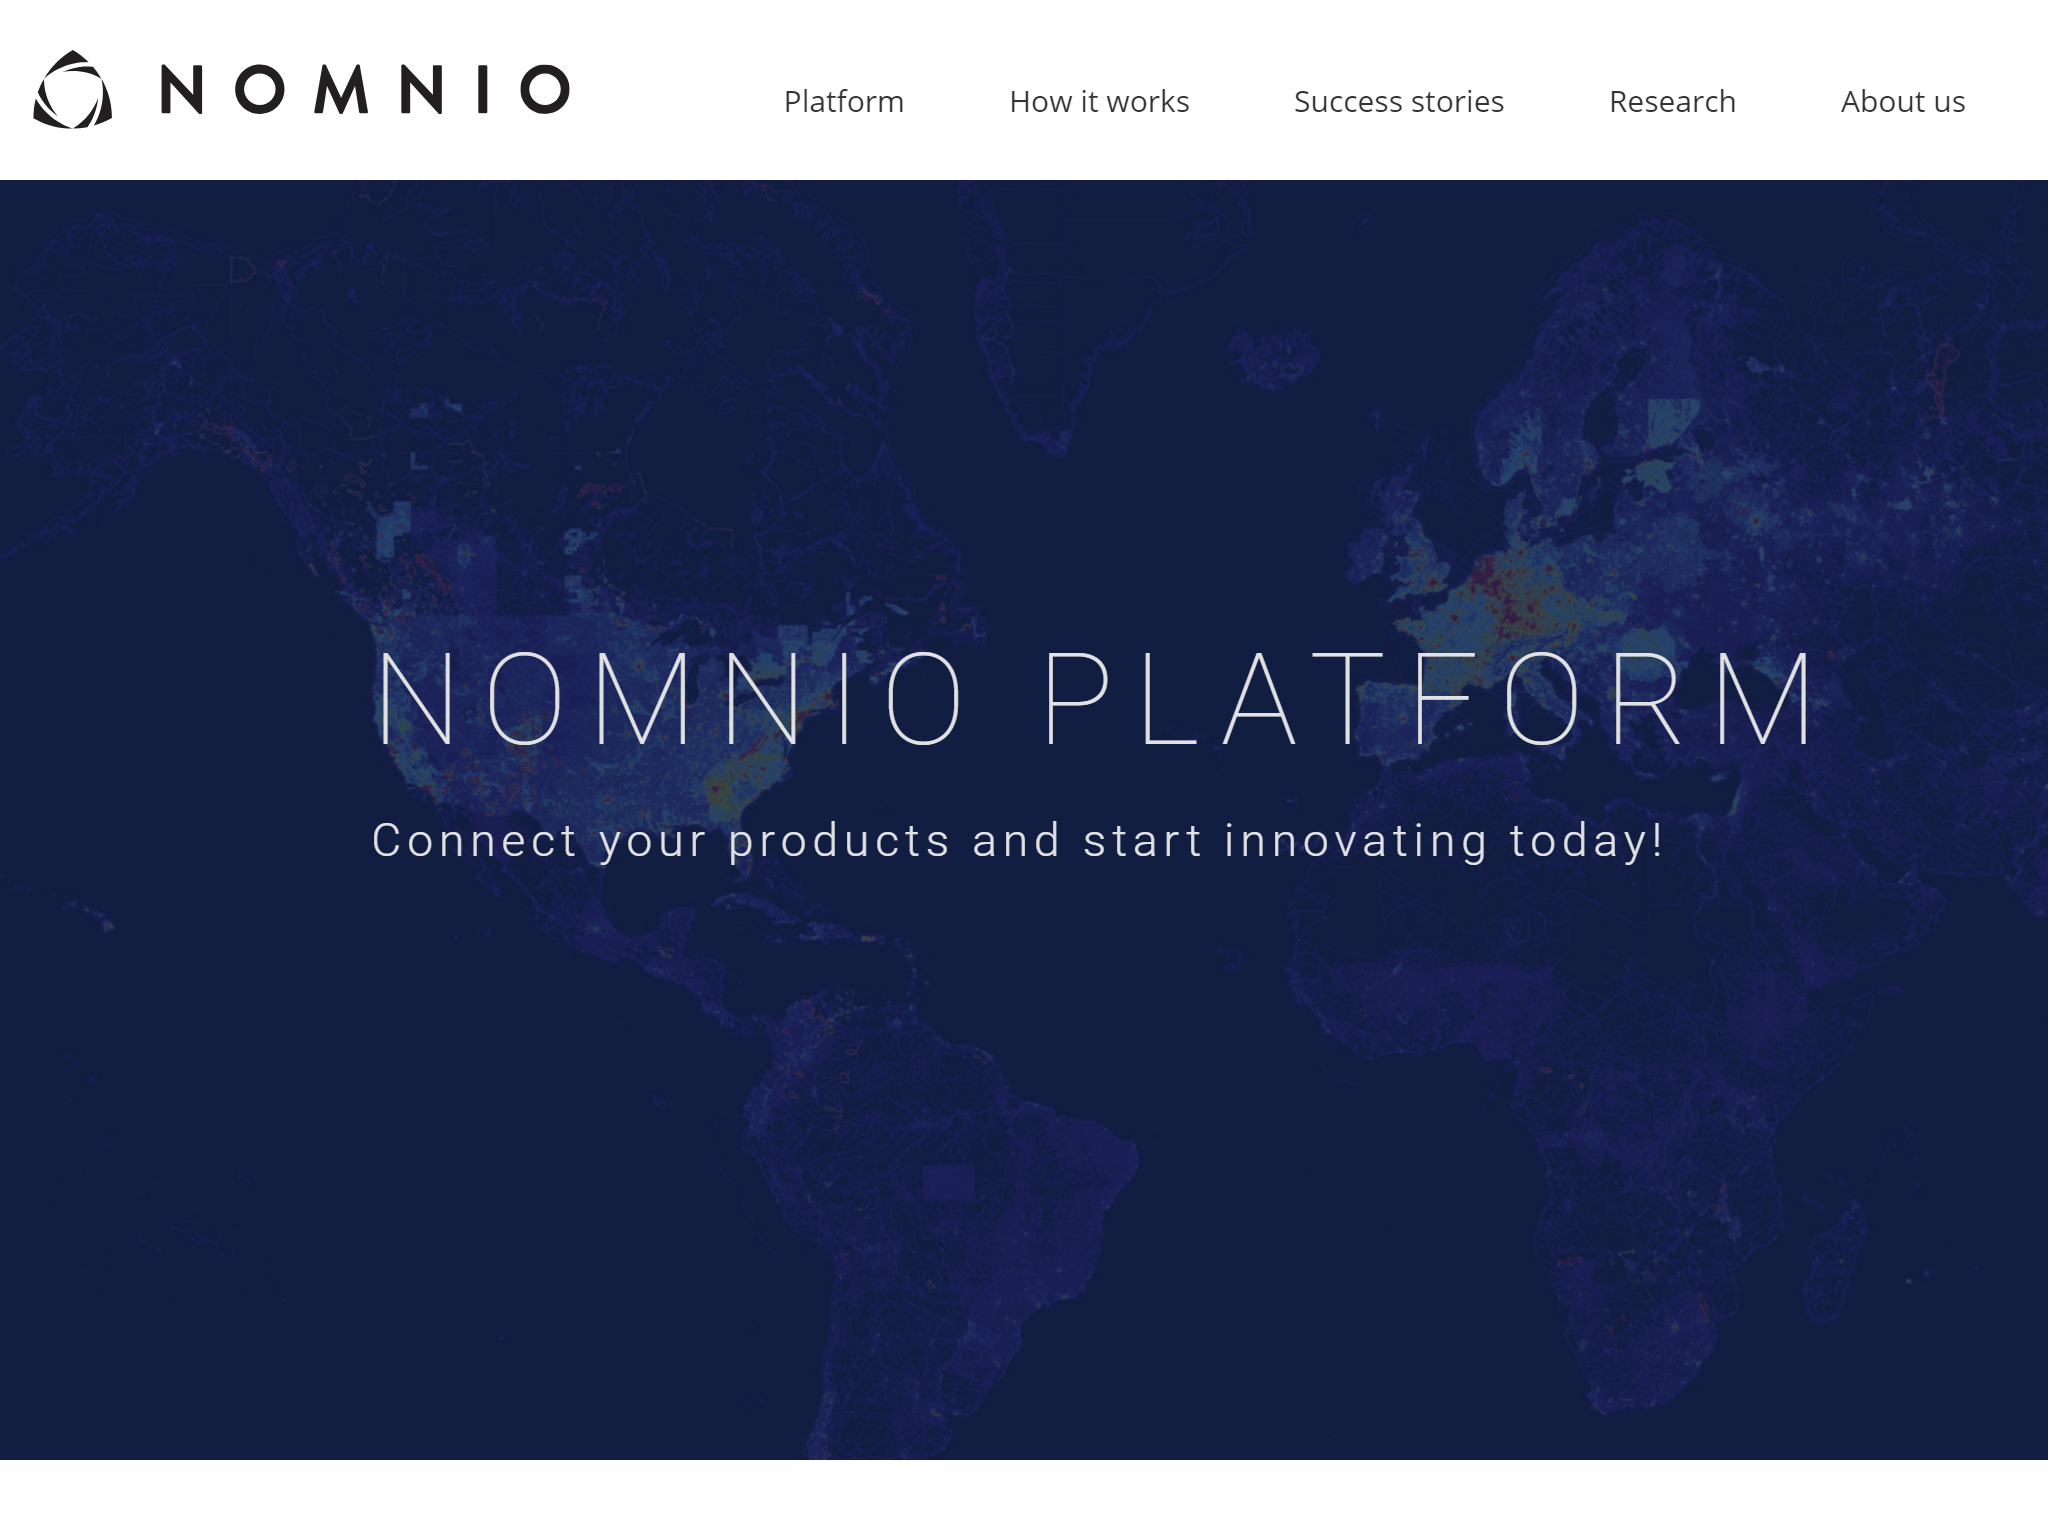 NOMNIO
Platform
How it works
Success stories
Research
About us
NOMNIO PLATFORM
Connect your products and start innovating today!